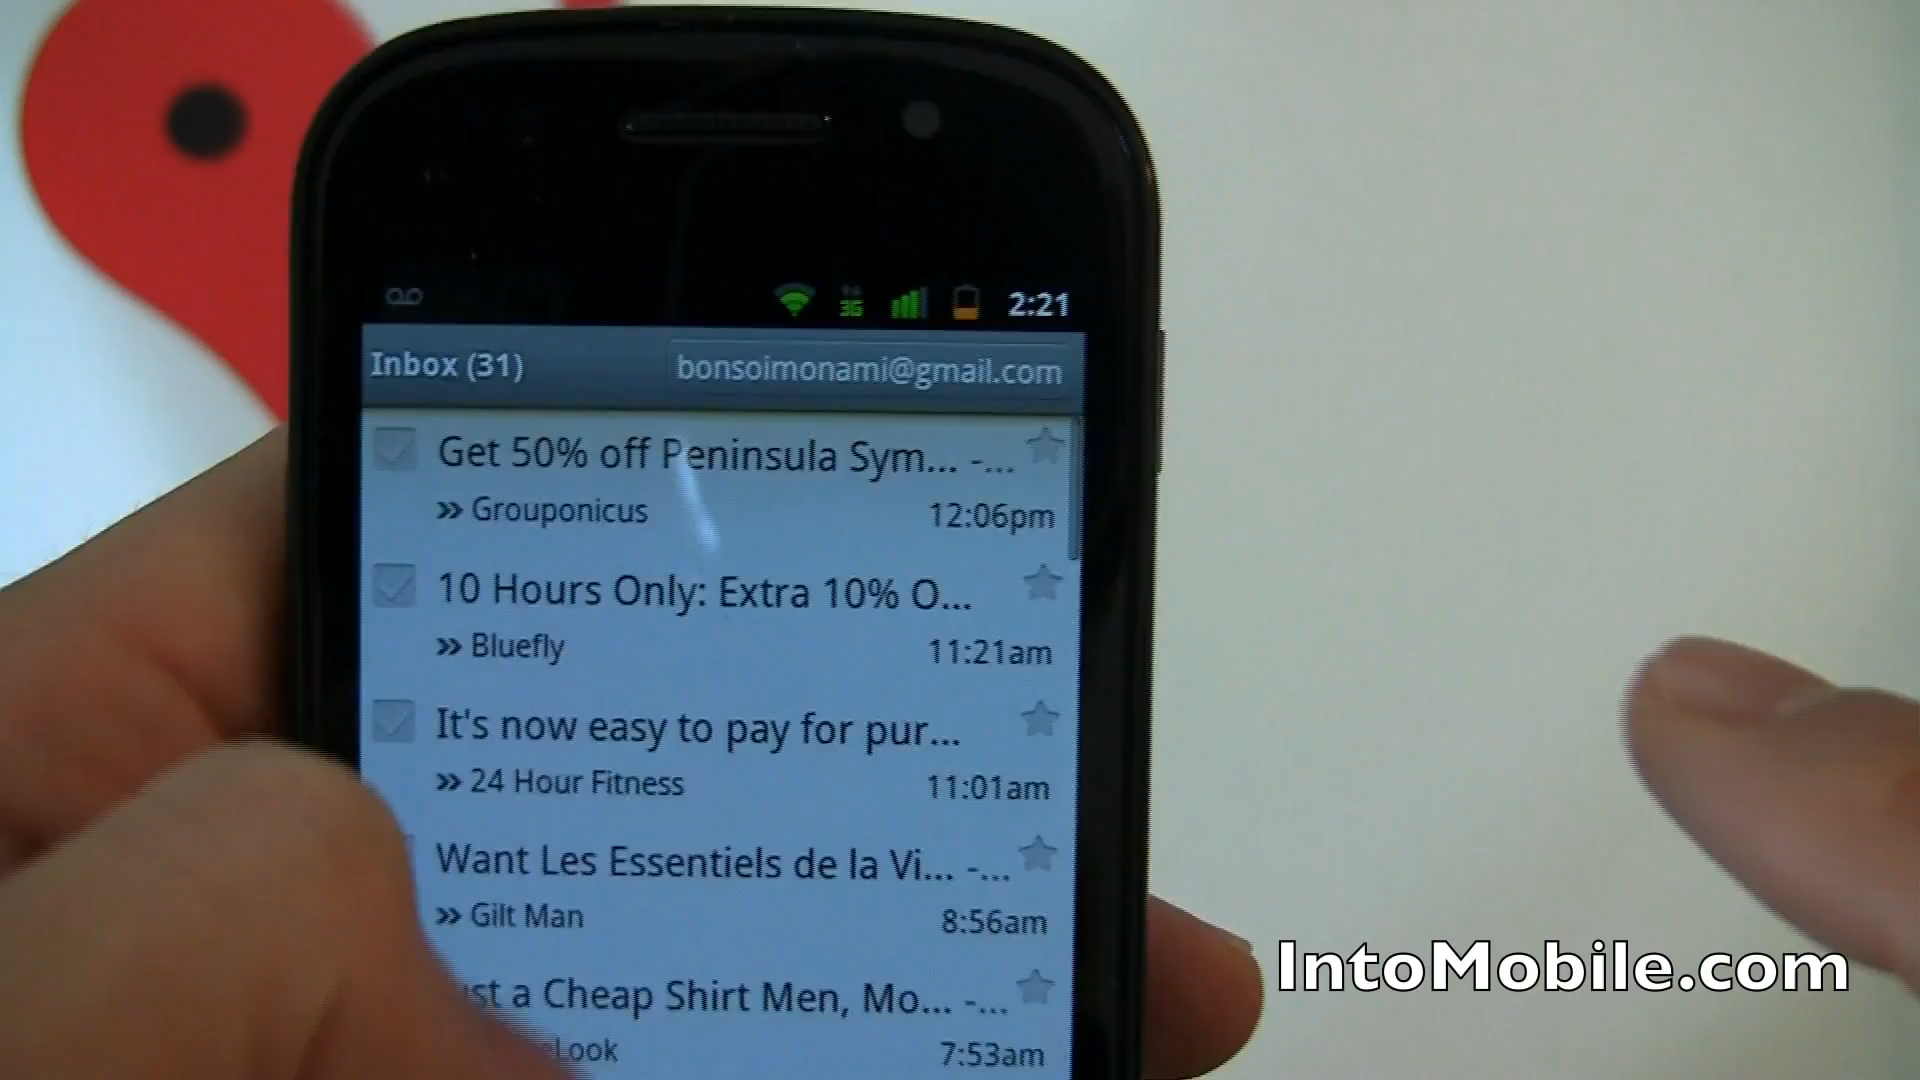 3G 2:21
Inbox (31) bonsoimonami@gmail.com
Get 50% off Peninsula Sym... -...
» Grouponicus 12:06pm
10 Hours Only: Extra 10% O...
» Bluefly 11:21am
It's now easy to pay for pur...
» 24 Hour Fitness 11:01am
Want Les Essentiels de la Vi... -...
» Gilt Man 8:56am
a Cheap Shirt Men, Mo... -...
7:53am
IntoMobile.com